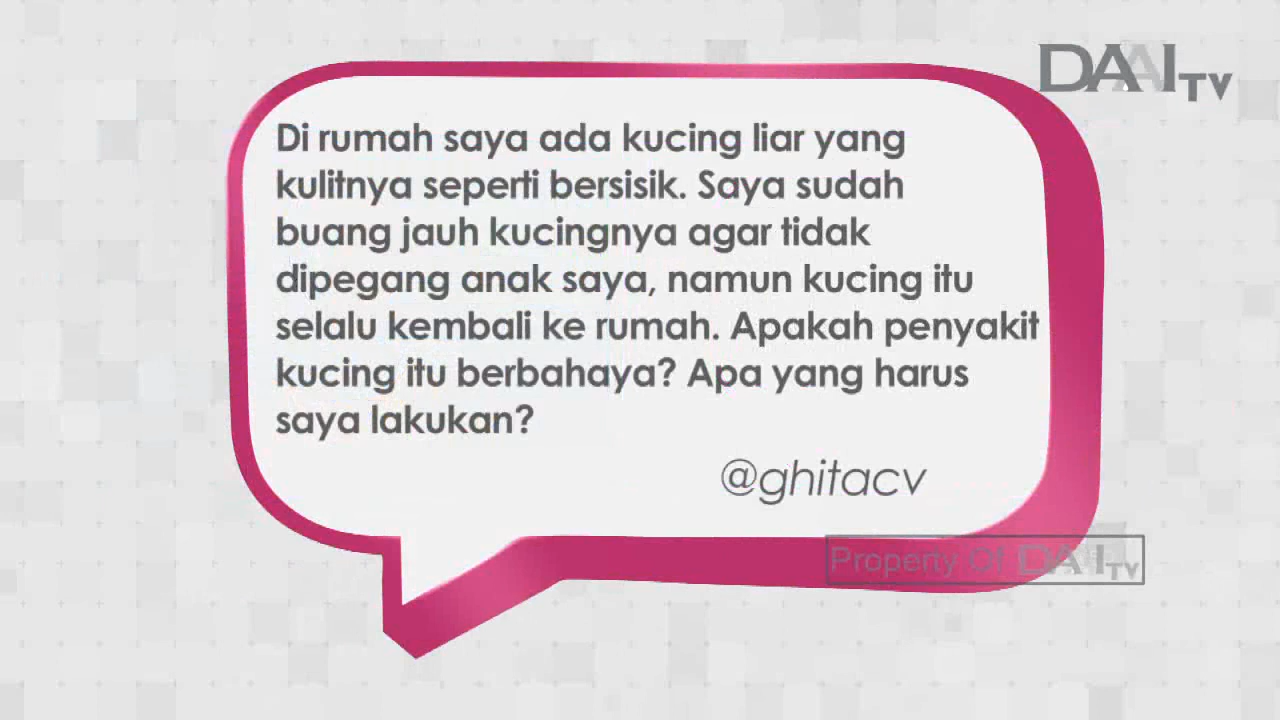 DAAI TV
Di rumah saya ada kucing liar yang
kulitnya seperti bersisik. Saya sudah
buang jauh kucingnya agar tidak
dipegang anak saya, namun kucing itu
selalu kembali ke rumah. Apakah penyakit
kucing itu berbahaya? Apa yang harus
saya lakukan?
@ghitacv
Property Of DAAI TV